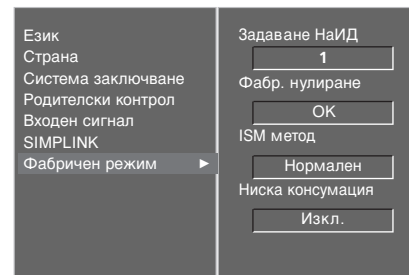 Език
Страна
Система заключване
Родителски контрол
Входен сигнал
SIMPLINK
Фабричен режим ►
Задаване НаИД
1
Фабр. нулиране
OK
ISM метод
Нормален
Ниска консумация
Изкл.